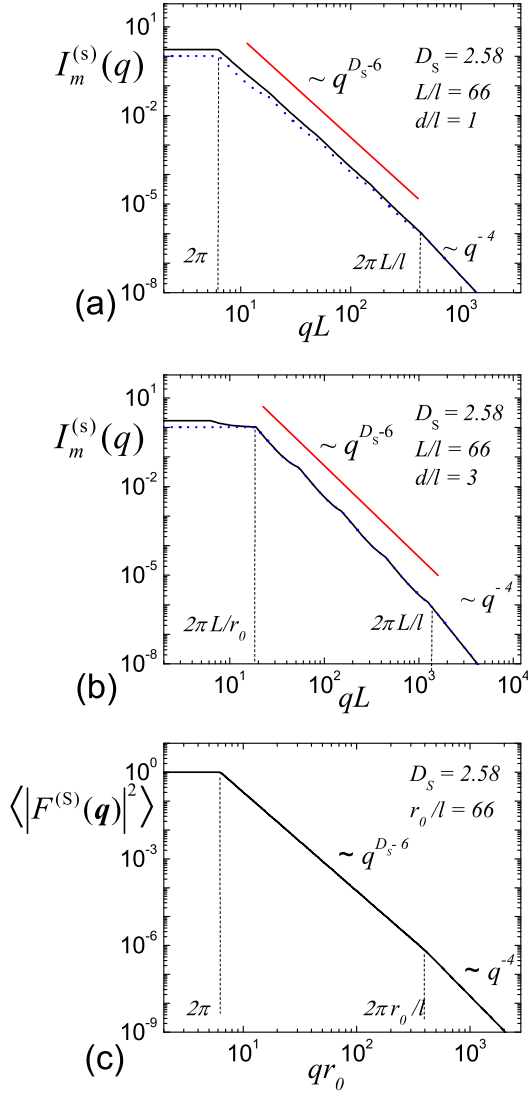 10^1
I_m^(s)(q)
10^-2
10^-5
10^-8
~ q^{D_S-6}
D_S = 2.58
L/l = 66
d/l = 1
2π
2πL/l
~ q^-4
10^1 10^2 10^3
(a)
qL
10^1
I_m^(s)(q)
10^-2
10^-5
10^-8
~ q^{D_S-6}
D_S = 2.58
L/l = 66
d/l = 3
2πL/r_0
2πL/l
~ q^-4
10^1 10^2 10^3 10^4
(b)
qL
10^0
⟨|F^(S)(q)|^2⟩
10^-3
10^-6
10^-9
D_S = 2.58
r_0/l = 66
~ q^{D_S-6}
~ q^-4
2π
2πr_0/l
10^1 10^2 10^3
(c)
qr_0